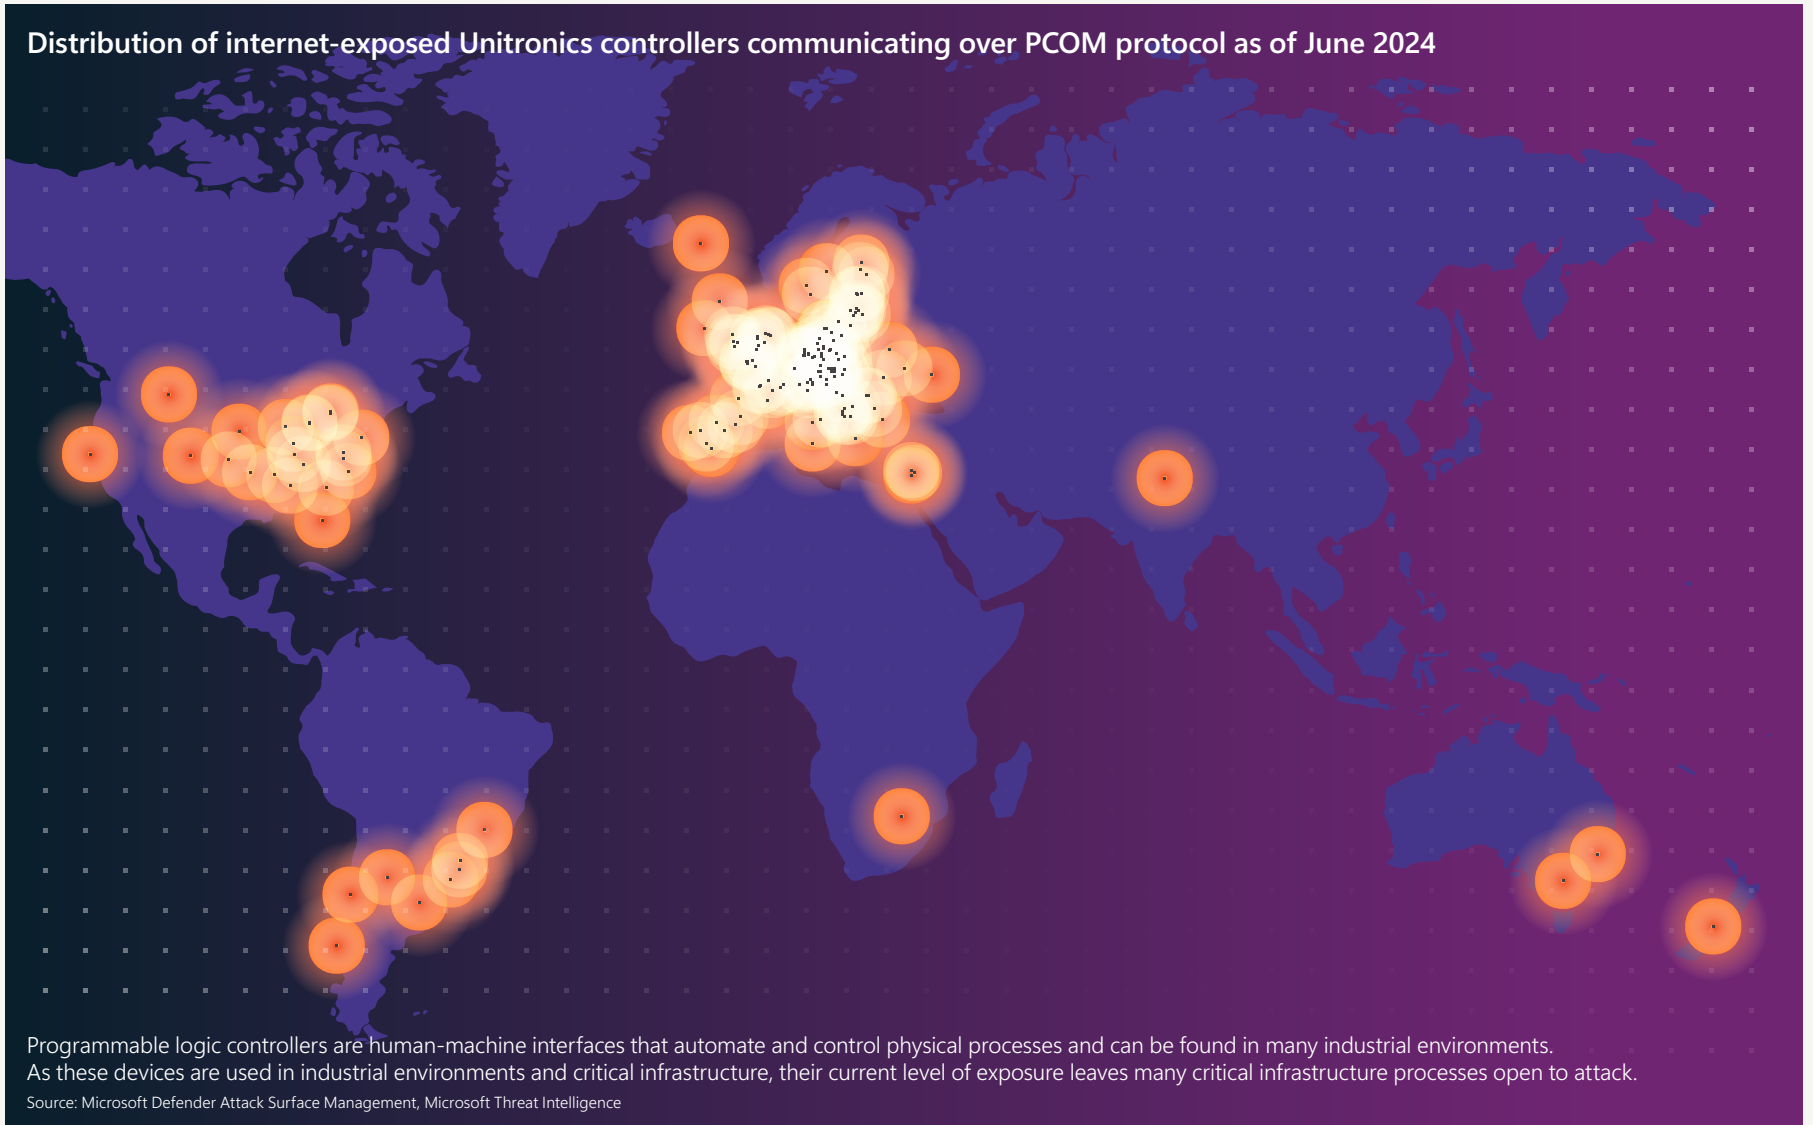 Distribution of internet-exposed Unitronics controllers communicating over PCOM protocol as of June 2024
Programmable logic controllers are human-machine interfaces that automate and control physical processes and can be found in many industrial environments.
As these devices are used in industrial environments and critical infrastructure, their current level of exposure leaves many critical infrastructure processes open to attack.
Source: Microsoft Defender Attack Surface Management, Microsoft Threat Intelligence